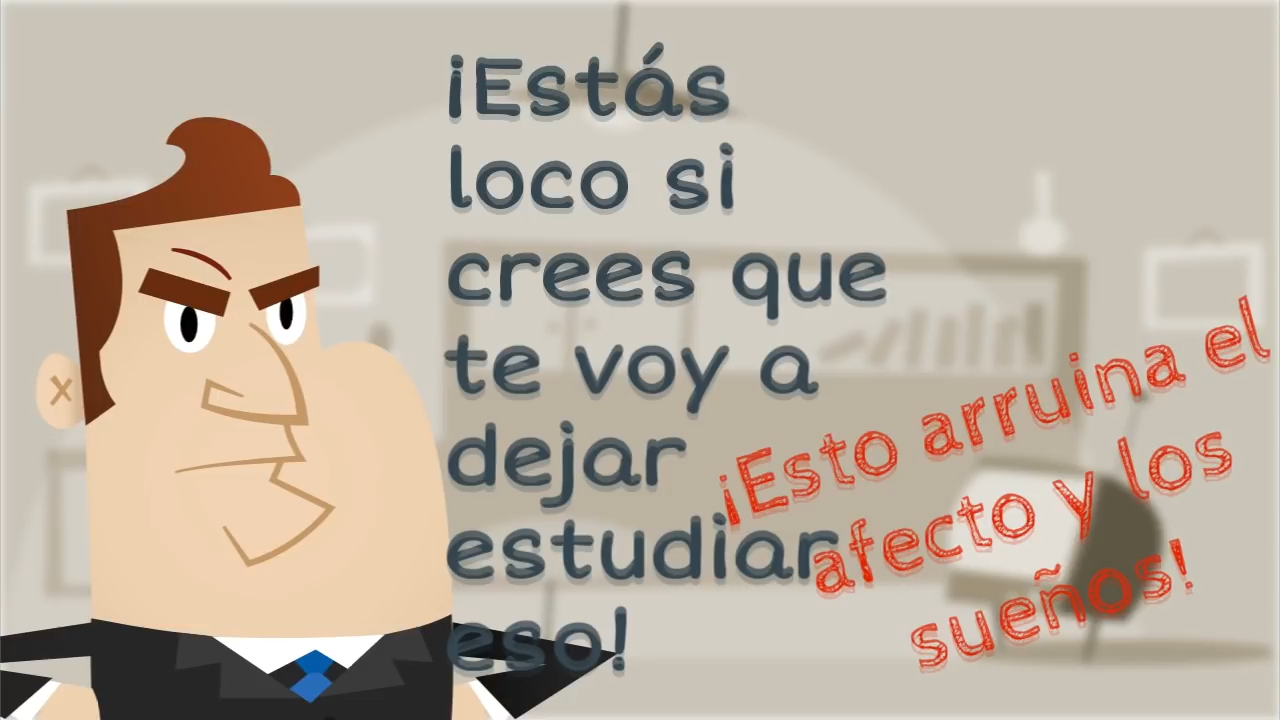 ¡Estás
loco si
crees que
te voy a
dejar
estudiar
eso!
¡Esto arruina el
afecto y los
sueños!